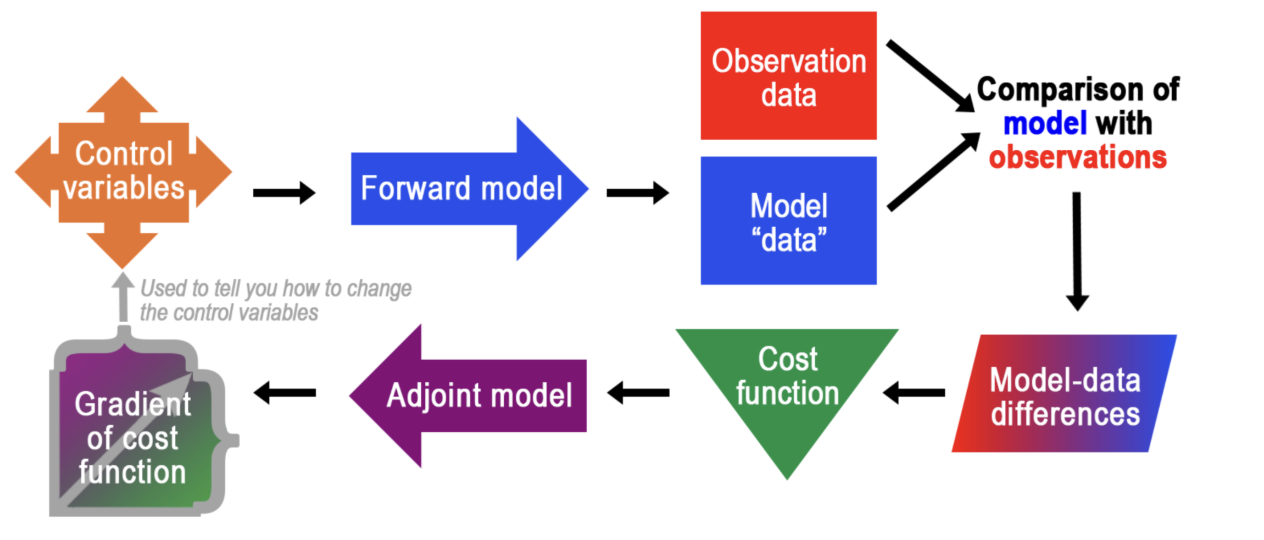 Control
variables
Forward model
Observation
data
Model
“data”
Comparison of
model with
observations
Model-data
differences
Cost
function
Adjoint model
Gradient
of cost
function
Used to tell you how to change
the control variables